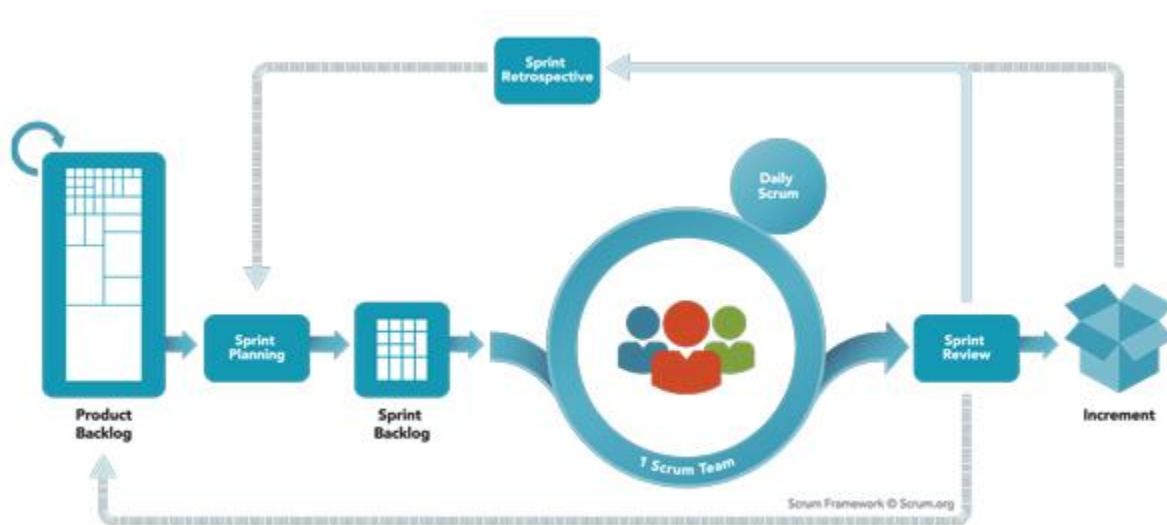 Sprint
Retrospective
Daily
Scrum
Sprint
Planning
Sprint
Review
Product
Backlog
Sprint
Backlog
Increment
1 Scrum Team
Scrum Framework © Scrum.org